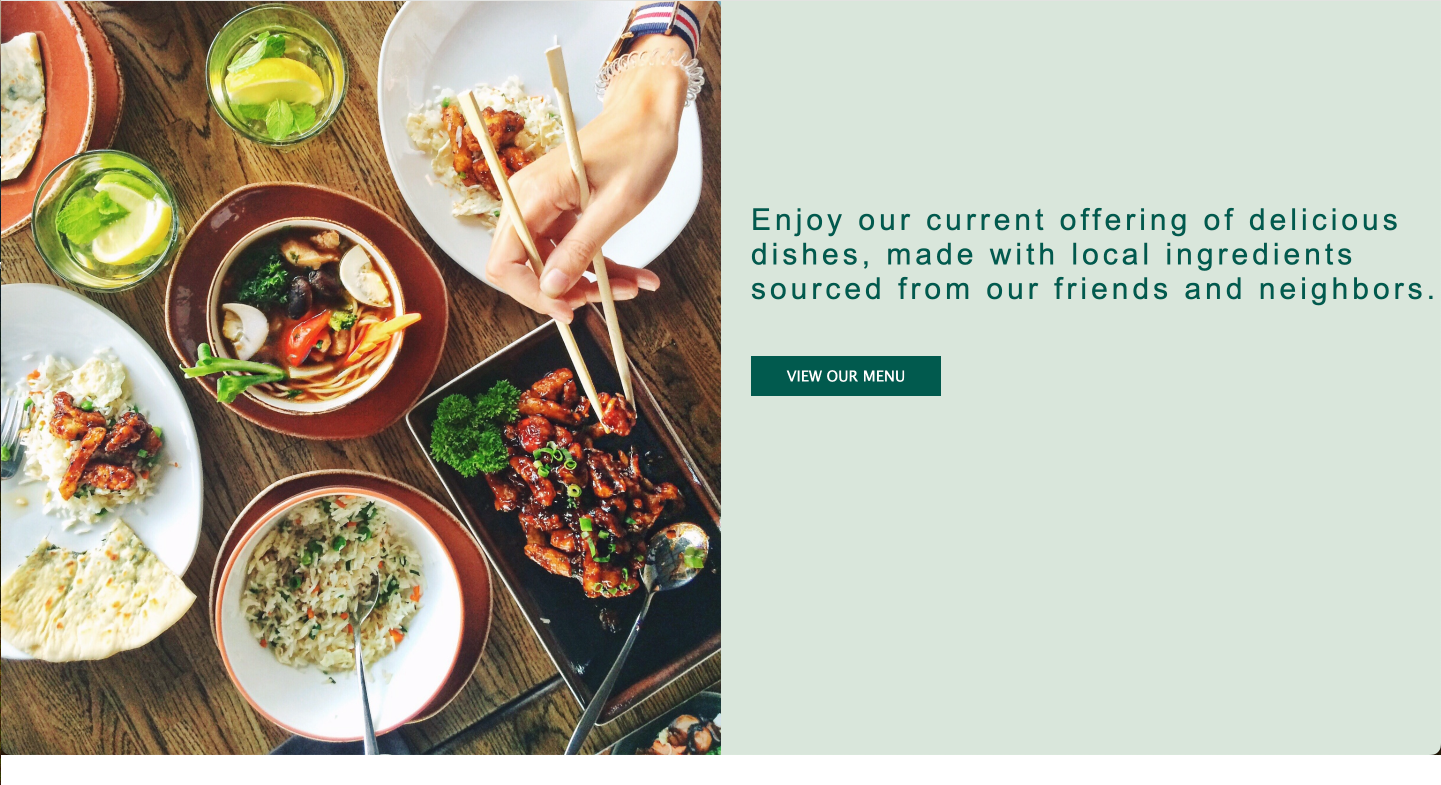 Enjoy our current offering of delicious
dishes, made with local ingredients
sourced from our friends and neighbors.
VIEW OUR MENU